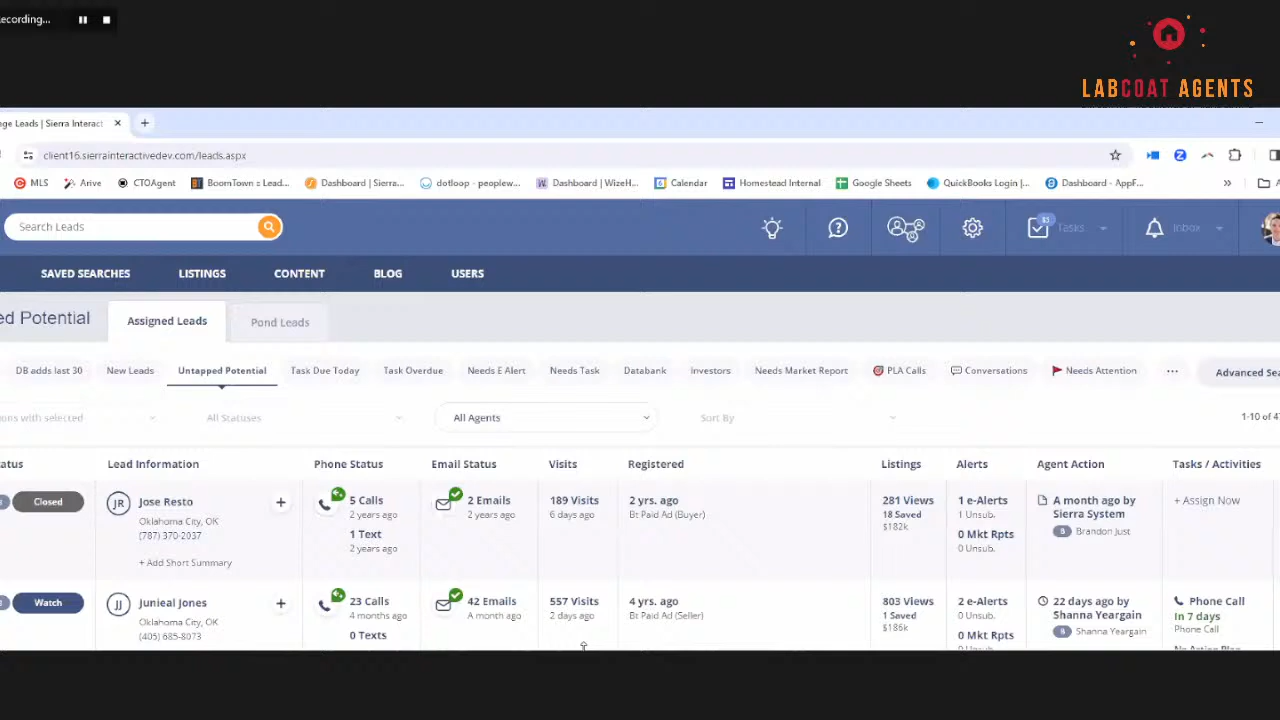 ecording...
LABCOAT AGENTS
ge Leads | Sierra Interact
client16.sierrainteractivedev.com/leads.aspx
MLS Arive CTOAgent BoomTown :: Lead... Dashboard | Sierra... dotloop - peoplew... Dashboard | WizeH... Calendar Homestead Internal Google Sheets QuickBooks Login |... Dashboard - AppF...
Search Leads
Tasks Inbox
SAVED SEARCHES LISTINGS CONTENT BLOG USERS
ed Potential Assigned Leads Pond Leads
DB adds last 30 New Leads Untapped Potential Task Due Today Task Overdue Needs E Alert Needs Task Databank Investors Needs Market Report PLA Calls Conversations Needs Attention ... Advanced Sea
ons with selected All Statuses All Agents Sort By 1-10 of 4
atus Lead Information Phone Status Email Status Visits Registered Listings Alerts Agent Action Tasks / Activities
Closed JR Jose Resto + 5 Calls 2 Emails 189 Visits 2 yrs. ago 281 Views 1 e-Alerts A month ago by + Assign Now
Oklahoma City, OK 2 years ago 2 years ago 6 days ago Bt Paid Ad (Buyer) 18 Saved 1 Unsub. Sierra System
(787) 370-2037 1 Text $182k 0 Mkt Rpts B Brandon Just
2 years ago 0 Unsub.
+ Add Short Summary
Watch JJ Junieal Jones + 23 Calls 42 Emails 557 Visits 4 yrs. ago 803 Views 2 e-Alerts 22 days ago by Phone Call
Oklahoma City, OK 4 months ago A month ago 2 days ago Bt Paid Ad (Seller) 1 Saved 0 Unsub. Shanna Yeargain In 7 days
(405) 685-8073 0 Texts $186k 0 Mkt Rpts B Shanna Yeargain Phone Call
0 Unsub. No Action Plan